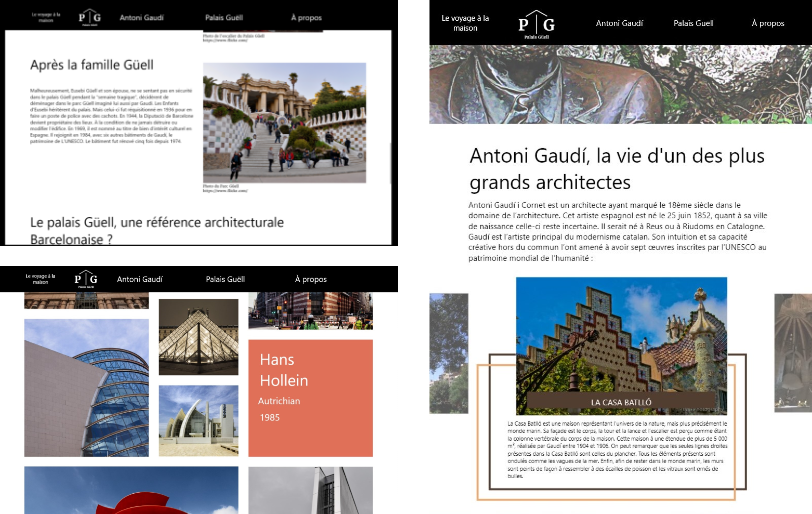 Le voyage à la
maison
P G
Palais Güell
Antoni Gaudí
Palais Guëll
À propos
Pierre de l'escalier du Palais Güell
https://www.flickr.com/
Après la famille Güell
Malheureusement, Eusebi Güell et son épouse, ne se sentant pas en sécurité
dans le palais Güell pendant la "semaine tragique", décidèrent de
déménager dans le parc Güell imaginé lui aussi par Gaudí. Les Enfants
d'Eusebi héritèrent du palais. Mais celui-ci fut réquisitionné en 1936 pour en
faire un poste de police avec des cachots. En 1944, la Diputació de Barcelone
devient propriétaire des lieux. À la condition de ne jamais détruire ou
modifier l'édifice. En 1969, il est nommé au titre de bien d'intérêt culturel en
Espagne. Il rejoignit en 1984, avec six autres bâtiments de Gaudí, le
patrimoine de L'UNESCO. Le bâtiment fut rénové cinq fois depuis 1974.
Photo du Parc Güell
https://www.flickr.com/
Le palais Güell, une référence architecturale
Barcelonaise ?
Le voyage à la
maison
P G
Palais Güell
Antoni Gaudí
Palais Guëll
À propos
Hans
Hollein
Autrichian
1985
Le voyage à la
maison
P G
Palais Güell
Antoni Gaudí
Palais Guell
À propos
Antoni Gaudí, la vie d'un des plus
grands architectes
Antoni Gaudí i Cornet est un architecte ayant marqué le 18ème siècle dans le
domaine de l'architecture. Cet artiste espagnol est né le 25 juin 1852, quant à sa ville
de naissance celle-ci reste incertaine. Il serait né à Reus ou à Riudoms en Catalogne.
Gaudí est l'artiste principal du modernisme catalan. Son intuition et sa capacité
créative hors du commun l'ont amené à avoir sept œuvres inscrites par l'UNESCO au
patrimoine mondial de l'humanité :
LA CASA BATLLÓ
La Casa Batlló est une maison représentant l'univers de la nature, mais plus précisément le
monde marin. Sa façade est le corps, la tour et la lance et l'escalier est perçu comme étant
la colonne vertébrale du corps de la maison. Cette maison à une étendue de plus de 5 000
m², réalisée par Gaudí entre 1904 et 1906. On peut remarquer que les seules lignes droites
présentes dans la Casa Batlló sont celles du plancher. Tous les éléments présents sont
ondulés comme les vagues de la mer. Enfin, afin de rester dans le monde marin, les murs
sont peints de façon à ressembler à des écailles de poisson et les vitraux sont ornés de
bulles.